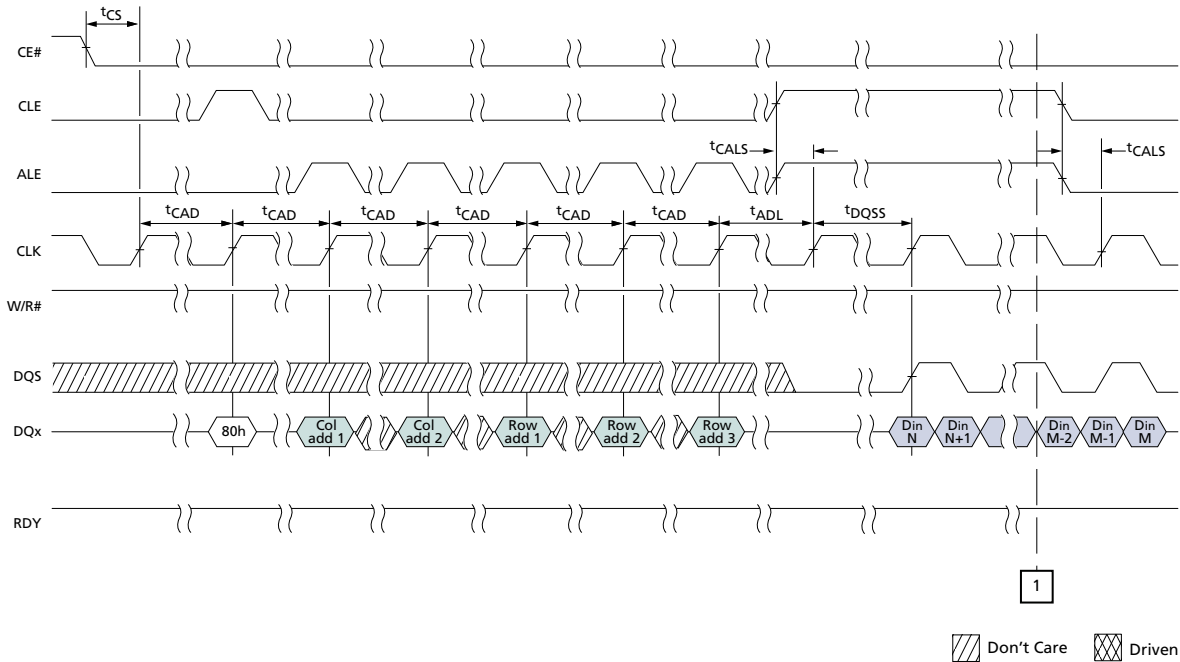 tCS
CE#
CLE
tCALS
tCALS
ALE
tCAD
tCAD
tCAD
tCAD
tCAD
tCAD
tADL
tDQSS
CLK
W/R#
DQS
DQx
80h
Col
add 1
Col
add 2
Row
add 1
Row
add 2
Row
add 3
Din
N
Din
N+1
Din
M-2
Din
M-1
Din
M
RDY
1
Don't Care
Driven